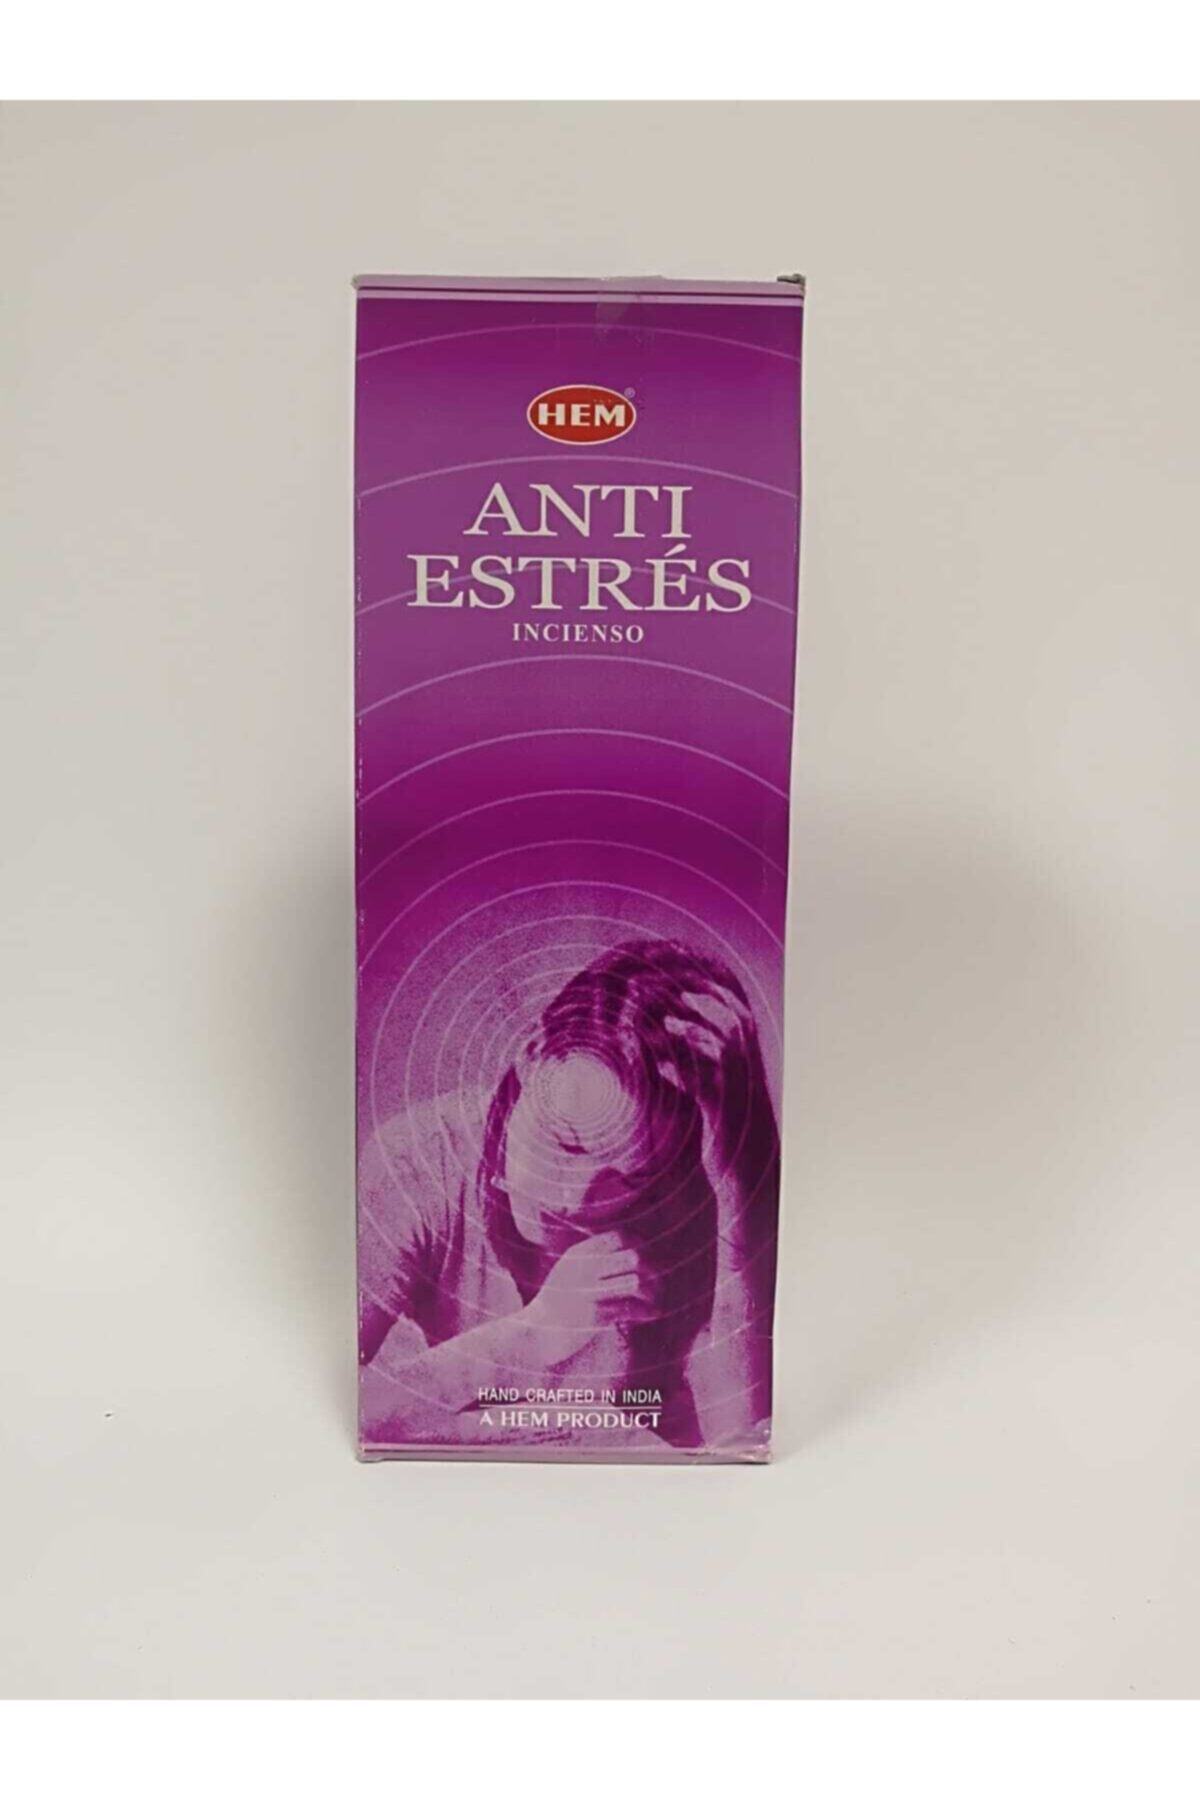 HEM®
ANTI
ESTRÉS
INCIENSO
HAND CRAFTED IN INDIA
A HEM PRODUCT